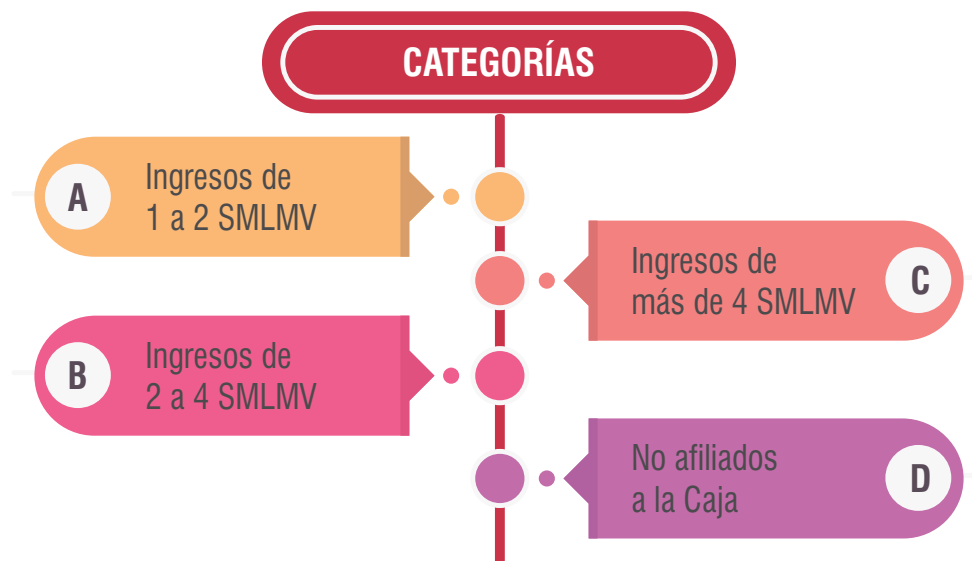 CATEGORÍAS
A
Ingresos de
1 a 2 SMLMV
B
Ingresos de
2 a 4 SMLMV
Ingresos de
más de 4 SMLMV
C
No afiliados
a la Caja
D